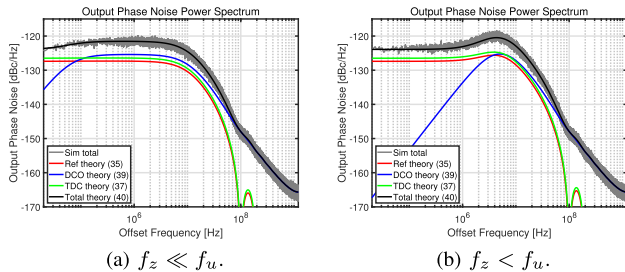 Output Phase Noise Power Spectrum
Output Phase Noise [dBc/Hz]
-120
-130
-140
-150
-160
-170
Sim total
Ref theory (35)
DCO theory (39)
TDC theory (37)
Total theory (40)
10^6
10^8
Offset Frequency [Hz]
(a) f_z ≪ f_u.
Output Phase Noise Power Spectrum
Output Phase Noise [dBc/Hz]
-120
-130
-140
-150
-160
-170
Sim total
Ref theory (35)
DCO theory (39)
TDC theory (37)
Total theory (40)
10^6
10^8
Offset Frequency [Hz]
(b) f_z < f_u.